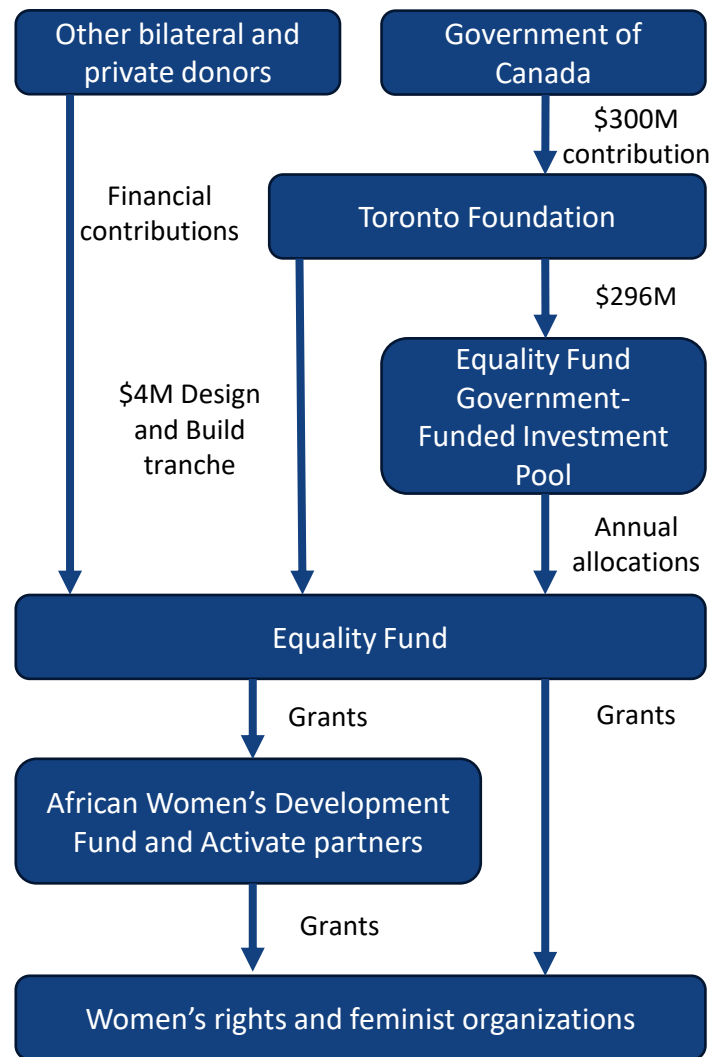 Other bilateral and
private donors
Government of
Canada
$300M
contribution
Financial
contributions
Toronto Foundation
$296M
$4M Design
and Build
tranche
Equality Fund
Government-
Funded Investment
Pool
Annual
allocations
Equality Fund
Grants
Grants
African Women’s Development
Fund and Activate partners
Grants
Women’s rights and feminist organizations